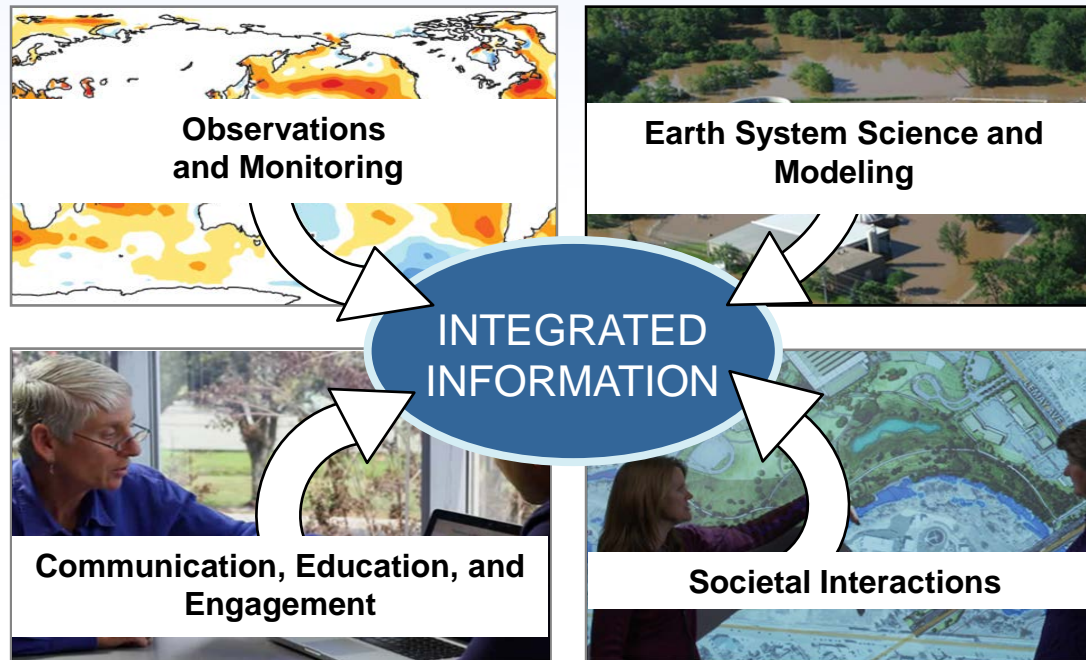 Observations
and Monitoring
Earth System Science and
Modeling
INTEGRATED
INFORMATION
Communication, Education, and
Engagement
Societal Interactions